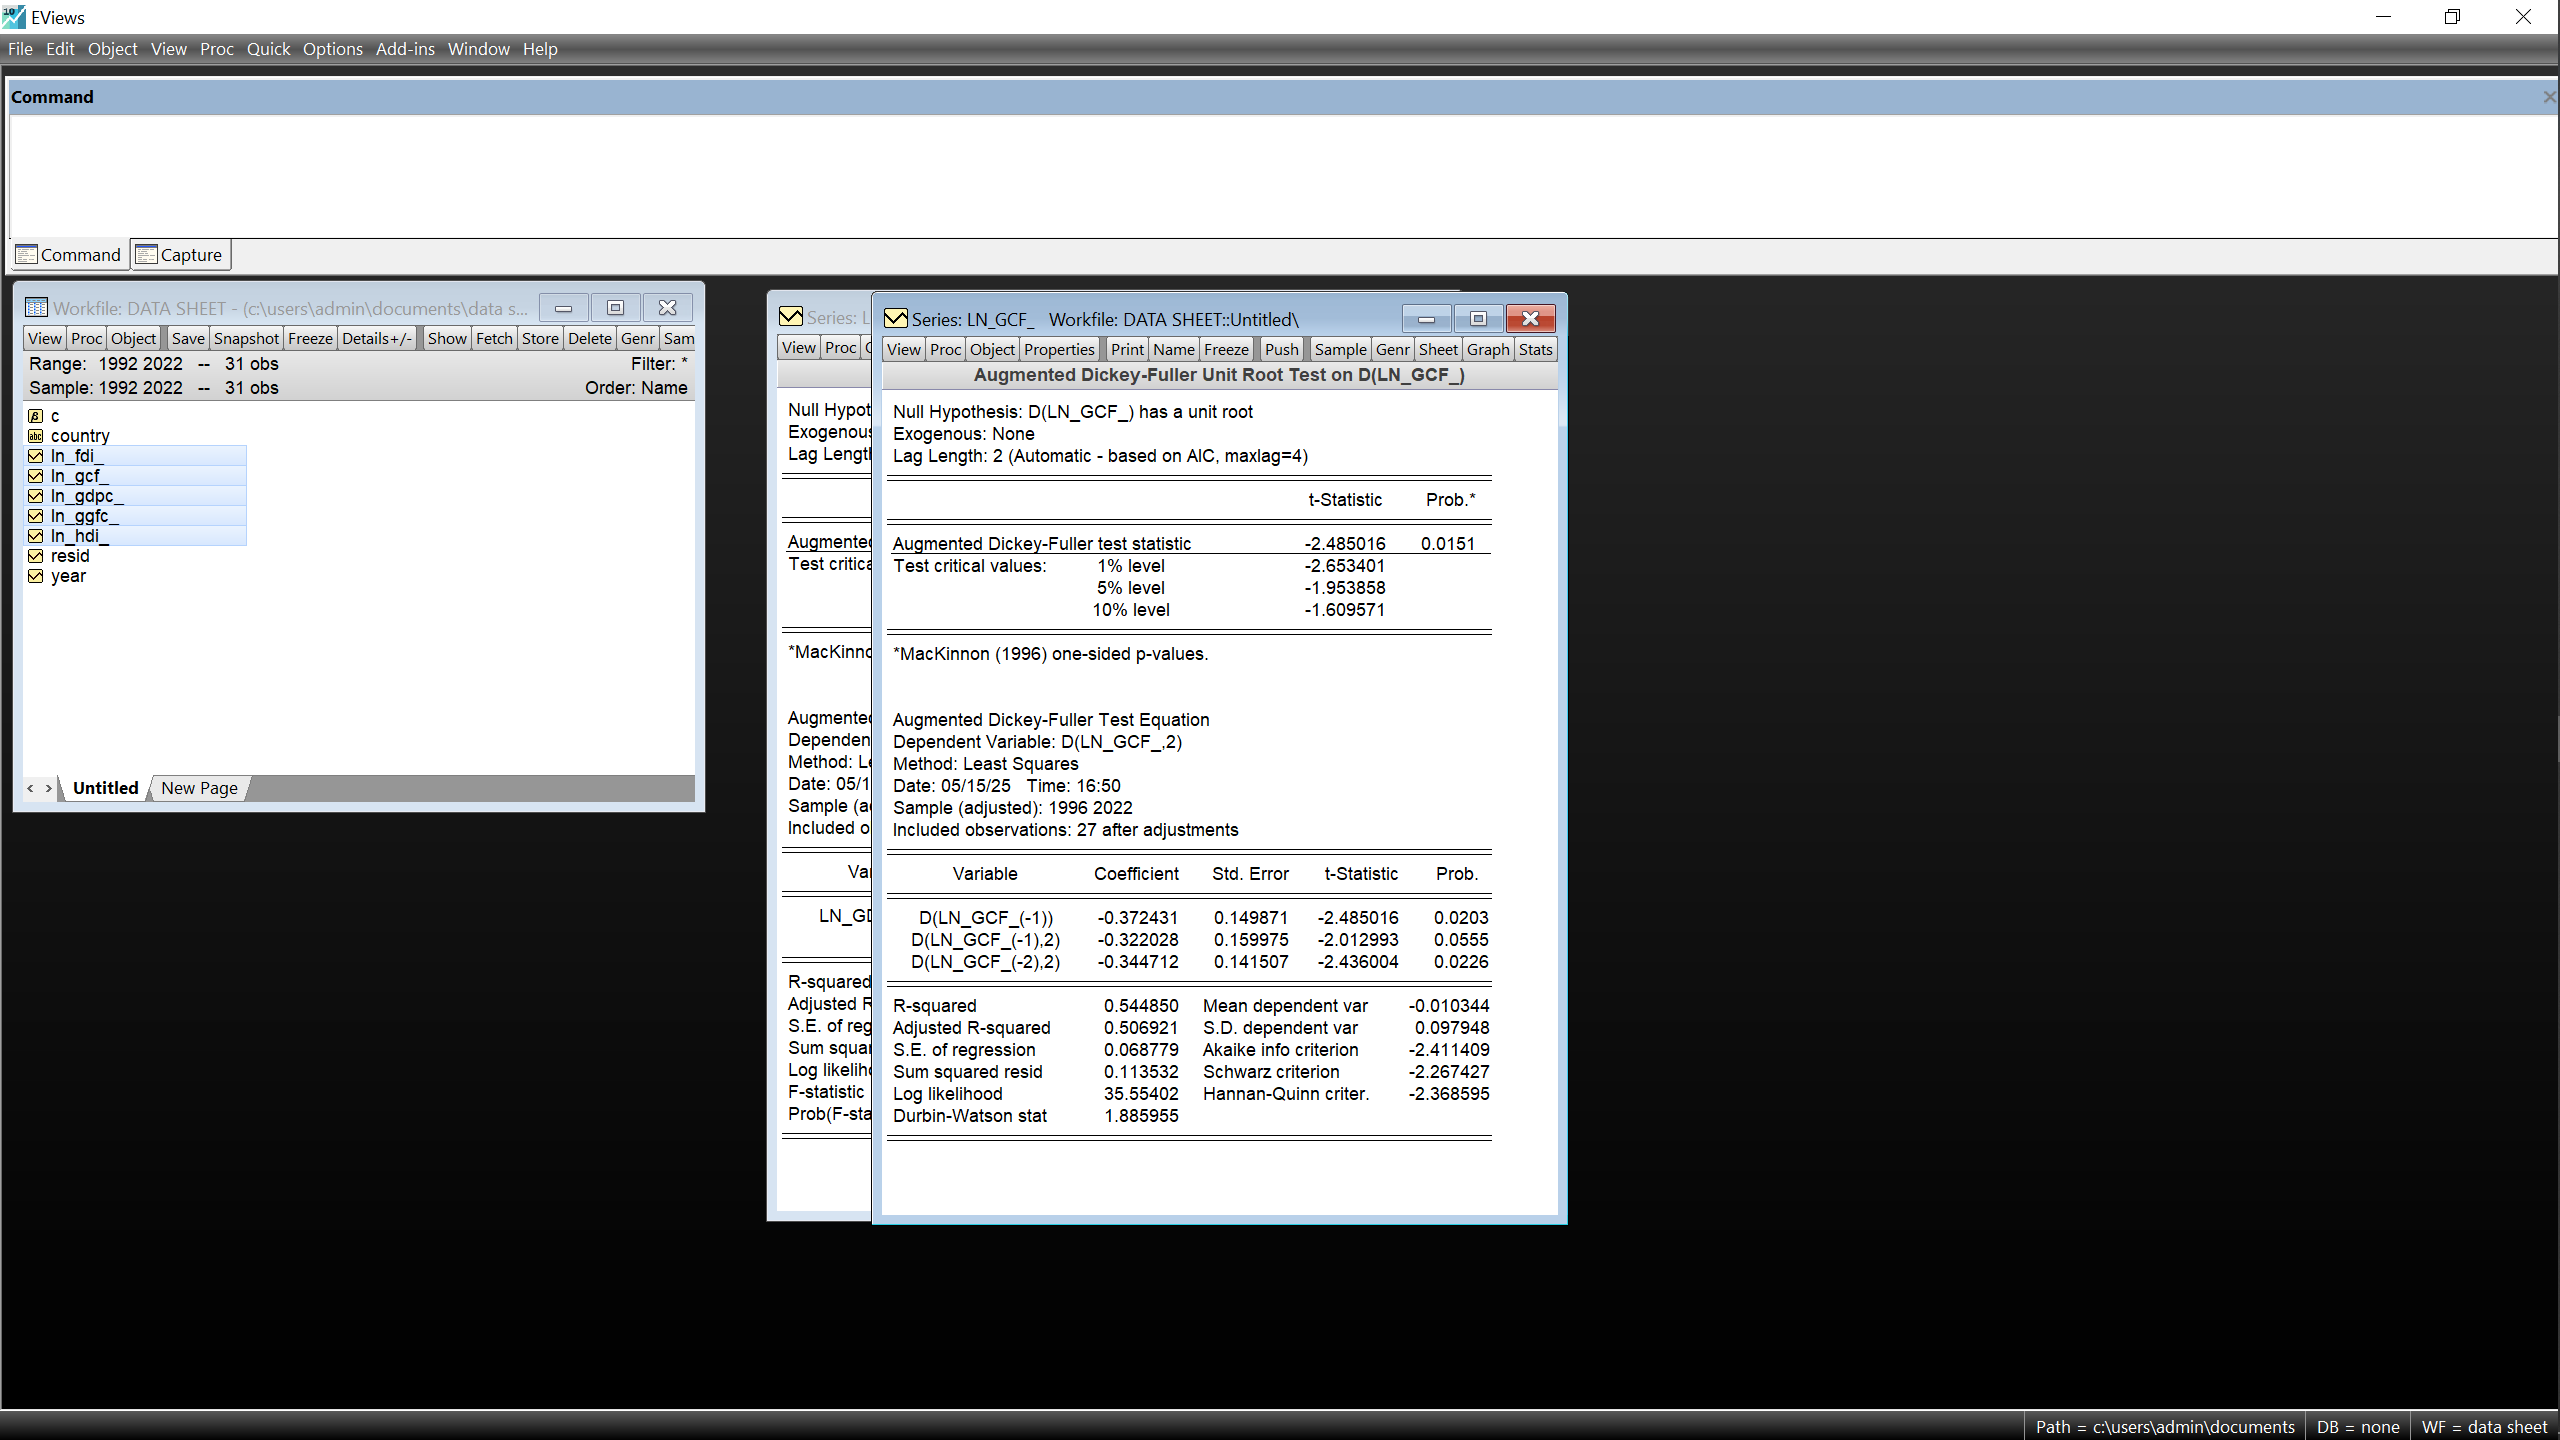 EViews
File Edit Object View Proc Quick Options Add-ins Window Help
Command
Command Capture
Workfile: DATA SHEET - (c:\users\admin\documents\data s...
View Proc Object Save Snapshot Freeze Details+/- Show Fetch Store Delete Genr Sam
Range: 1992 2022 -- 31 obs Filter: *
Sample: 1992 2022 -- 31 obs Order: Name
c
country
ln_fdi_
ln_gcf_
ln_gdpc_
ln_ggfc_
ln_hdi_
resid
year
Untitled New Page
Series: L
View Proc
Null Hypot
Exogenous
Lag Lengt
Augmented
Test critica
*MacKinno
Augmented
Dependen
Method: Le
Date: 05/1
Sample (a
Included o
Va
LN_GD
R-squared
Adjusted R
S.E. of reg
Sum squar
Log likeliho
F-statistic
Prob(F-sta
Series: LN_GCF_ Workfile: DATA SHEET::Untitled\
View Proc Object Properties Print Name Freeze Push Sample Genr Sheet Graph Stats
Augmented Dickey-Fuller Unit Root Test on D(LN_GCF_)
Null Hypothesis: D(LN_GCF_) has a unit root
Exogenous: None
Lag Length: 2 (Automatic - based on AIC, maxlag=4)
t-Statistic Prob.*
Augmented Dickey-Fuller test statistic -2.485016 0.0151
Test critical values: 1% level -2.653401
5% level -1.953858
10% level -1.609571
*MacKinnon (1996) one-sided p-values.
Augmented Dickey-Fuller Test Equation
Dependent Variable: D(LN_GCF_,2)
Method: Least Squares
Date: 05/15/25 Time: 16:50
Sample (adjusted): 1996 2022
Included observations: 27 after adjustments
Variable Coefficient Std. Error t-Statistic Prob.
D(LN_GCF_(-1)) -0.372431 0.149871 -2.485016 0.0203
D(LN_GCF_(-1),2) -0.322028 0.159975 -2.012993 0.0555
D(LN_GCF_(-2),2) -0.344712 0.141507 -2.436004 0.0226
R-squared 0.544850 Mean dependent var -0.010344
Adjusted R-squared 0.506921 S.D. dependent var 0.097948
S.E. of regression 0.068779 Akaike info criterion -2.411409
Sum squared resid 0.113532 Schwarz criterion -2.267427
Log likelihood 35.55402 Hannan-Quinn criter. -2.368595
Durbin-Watson stat 1.885955
Path = c:\users\admin\documents DB = none WF = data sheet